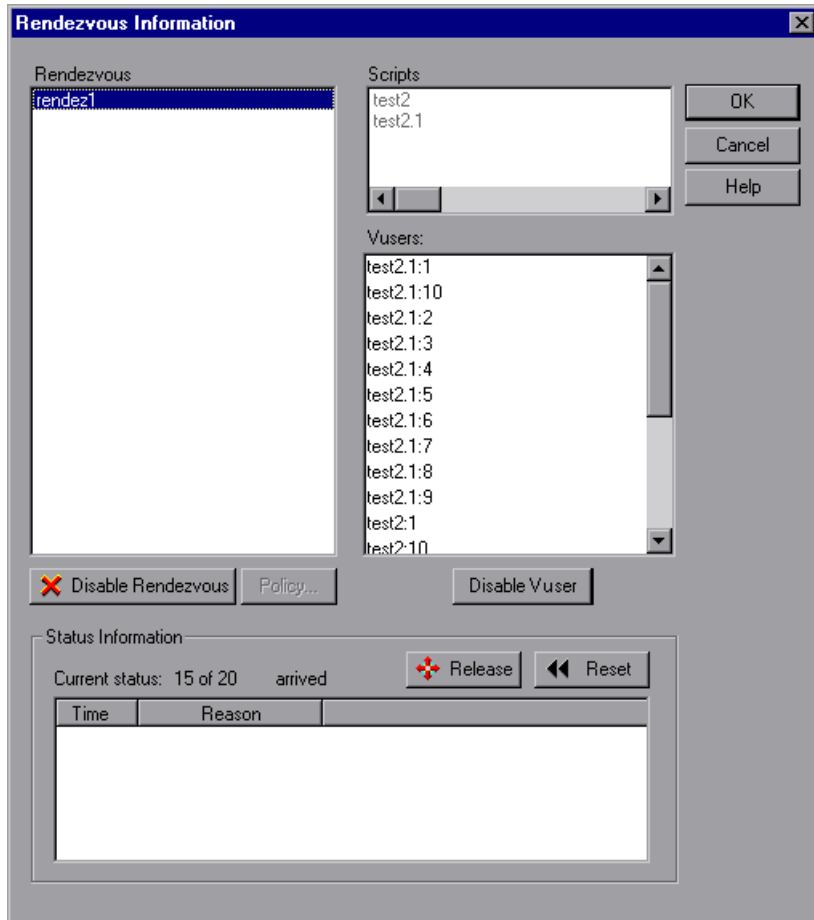 Rendezvous Information
Rendezvous
rendez1
Scripts
test2
test2.1
OK
Cancel
Help
Vusers:
test2.1:1
test2.1:10
test2.1:2
test2.1:3
test2.1:4
test2.1:5
test2.1:6
test2.1:7
test2.1:8
test2.1:9
test2:1
test2:10
Disable Rendezvous
Policy...
Disable Vuser
Status Information
Current status: 15 of 20 arrived
Release
Reset
Time Reason